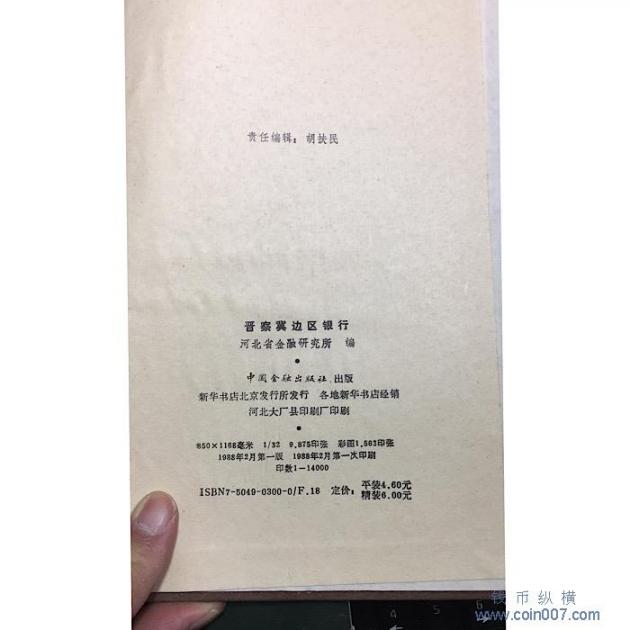 责任编辑：胡扶民
晋察冀边区银行
河北省金融研究所 编
中国金融出版社 出版
新华书店北京发行所发行 各地新华书店经销
河北大厂县印刷厂印刷
850×1168毫米 1/32 9.875印张 彩图1.563印张
1988年2月第一版 1988年2月第一次印刷
印数1—14000
ISBN7-5049-0300-0/F.18 定价：平装4.60元
精装6.00元
4 5 6
钱币纵横
www.coin007.com